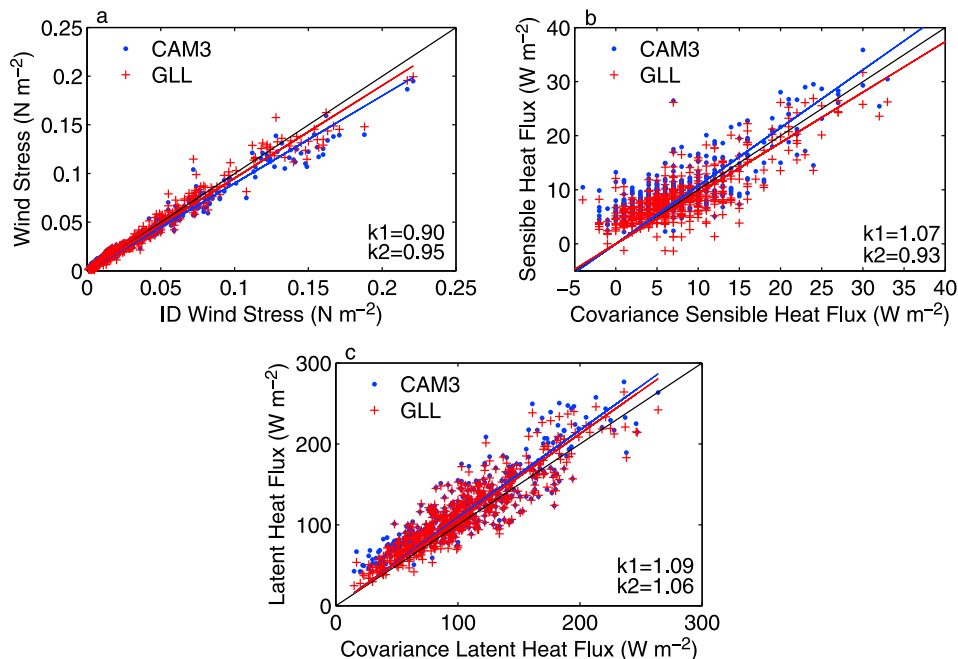 a
0.25
0.20
0.15
0.10
0.05
0
Wind Stress (N m−2)
CAM3
GLL
k1=0.90
k2=0.95
0 0.05 0.10 0.15 0.20 0.25
ID Wind Stress (N m−2)
b
40
30
20
10
0
Sensible Heat Flux (W m−2)
CAM3
GLL
k1=1.07
k2=0.93
−5 0 5 10 15 20 25 30 35 40
Covariance Sensible Heat Flux (W m−2)
c
300
200
100
0
Latent Heat Flux (W m−2)
CAM3
GLL
k1=1.09
k2=1.06
0 100 200 300
Covariance Latent Heat Flux (W m−2)